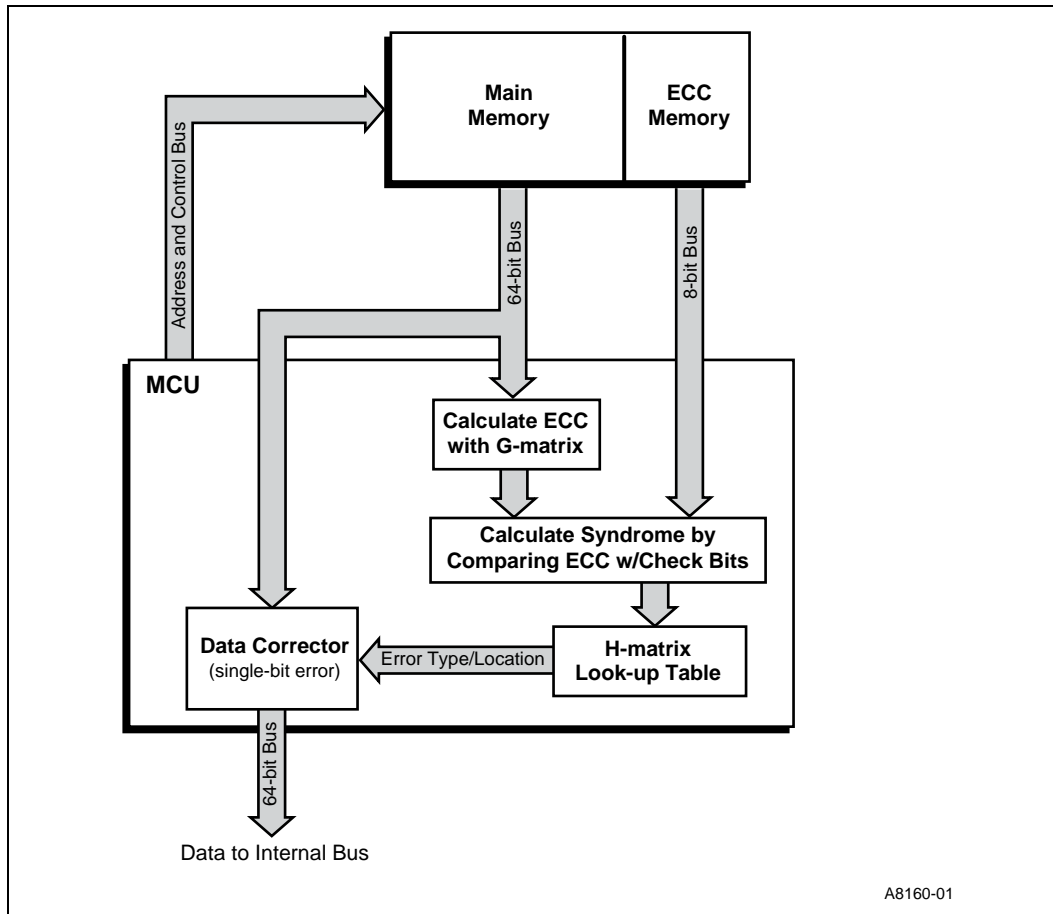 Main
Memory
ECC
Memory
Address and Control Bus
64-bit Bus
8-bit Bus
MCU
Calculate ECC
with G-matrix
Calculate Syndrome by
Comparing ECC w/Check Bits
Data Corrector
(single-bit error)
Error Type/Location
H-matrix
Look-up Table
64-bit Bus
Data to Internal Bus
A8160-01